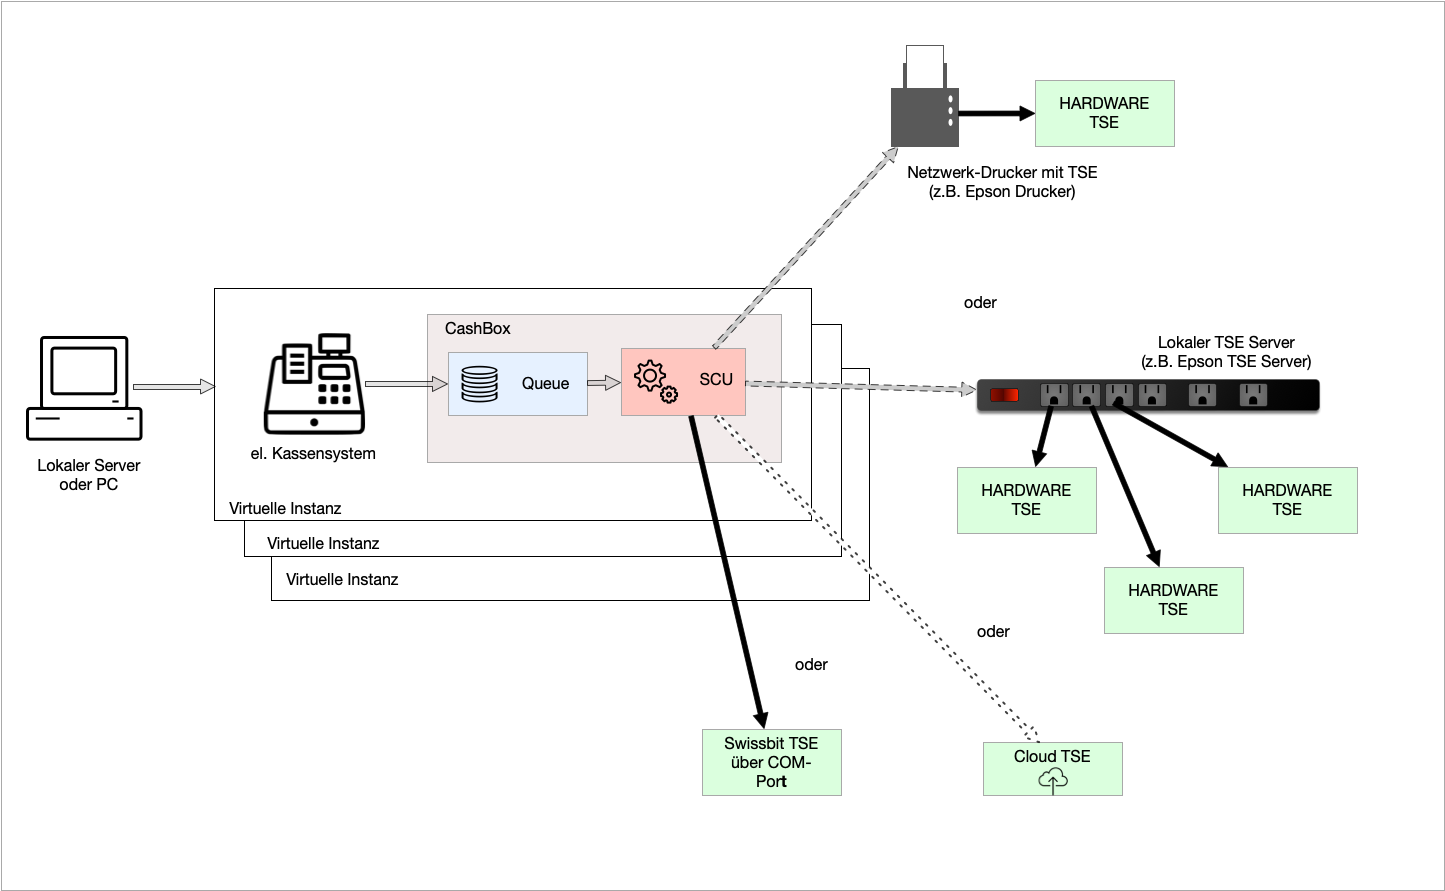 HARDWARE
TSE
Netzwerk-Drucker mit TSE
(z.B. Epson Drucker)
oder
CashBox
Queue
SCU
Lokaler TSE Server
(z.B. Epson TSE Server)
el. Kassensystem
Lokaler Server
oder PC
HARDWARE
TSE
HARDWARE
TSE
Virtuelle Instanz
Virtuelle Instanz
Virtuelle Instanz
HARDWARE
TSE
oder
oder
Swissbit TSE
über COM-
Port
Cloud TSE